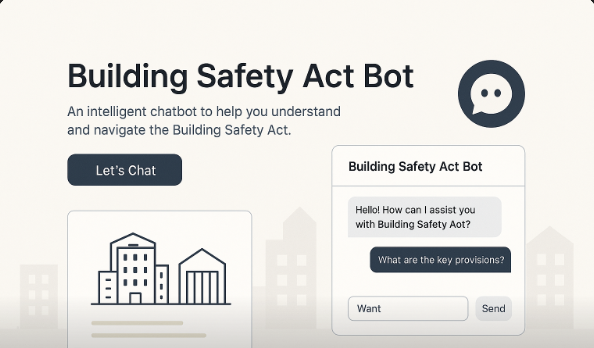 Building Safety Act Bot
An intelligent chatbot to help you understand
and navigate the Building Safety Act.
Let's Chat
Building Safety Act Bot
Hello! How can I assist you
with Building Safety Aot?
What are the key provisions?
Want
Send